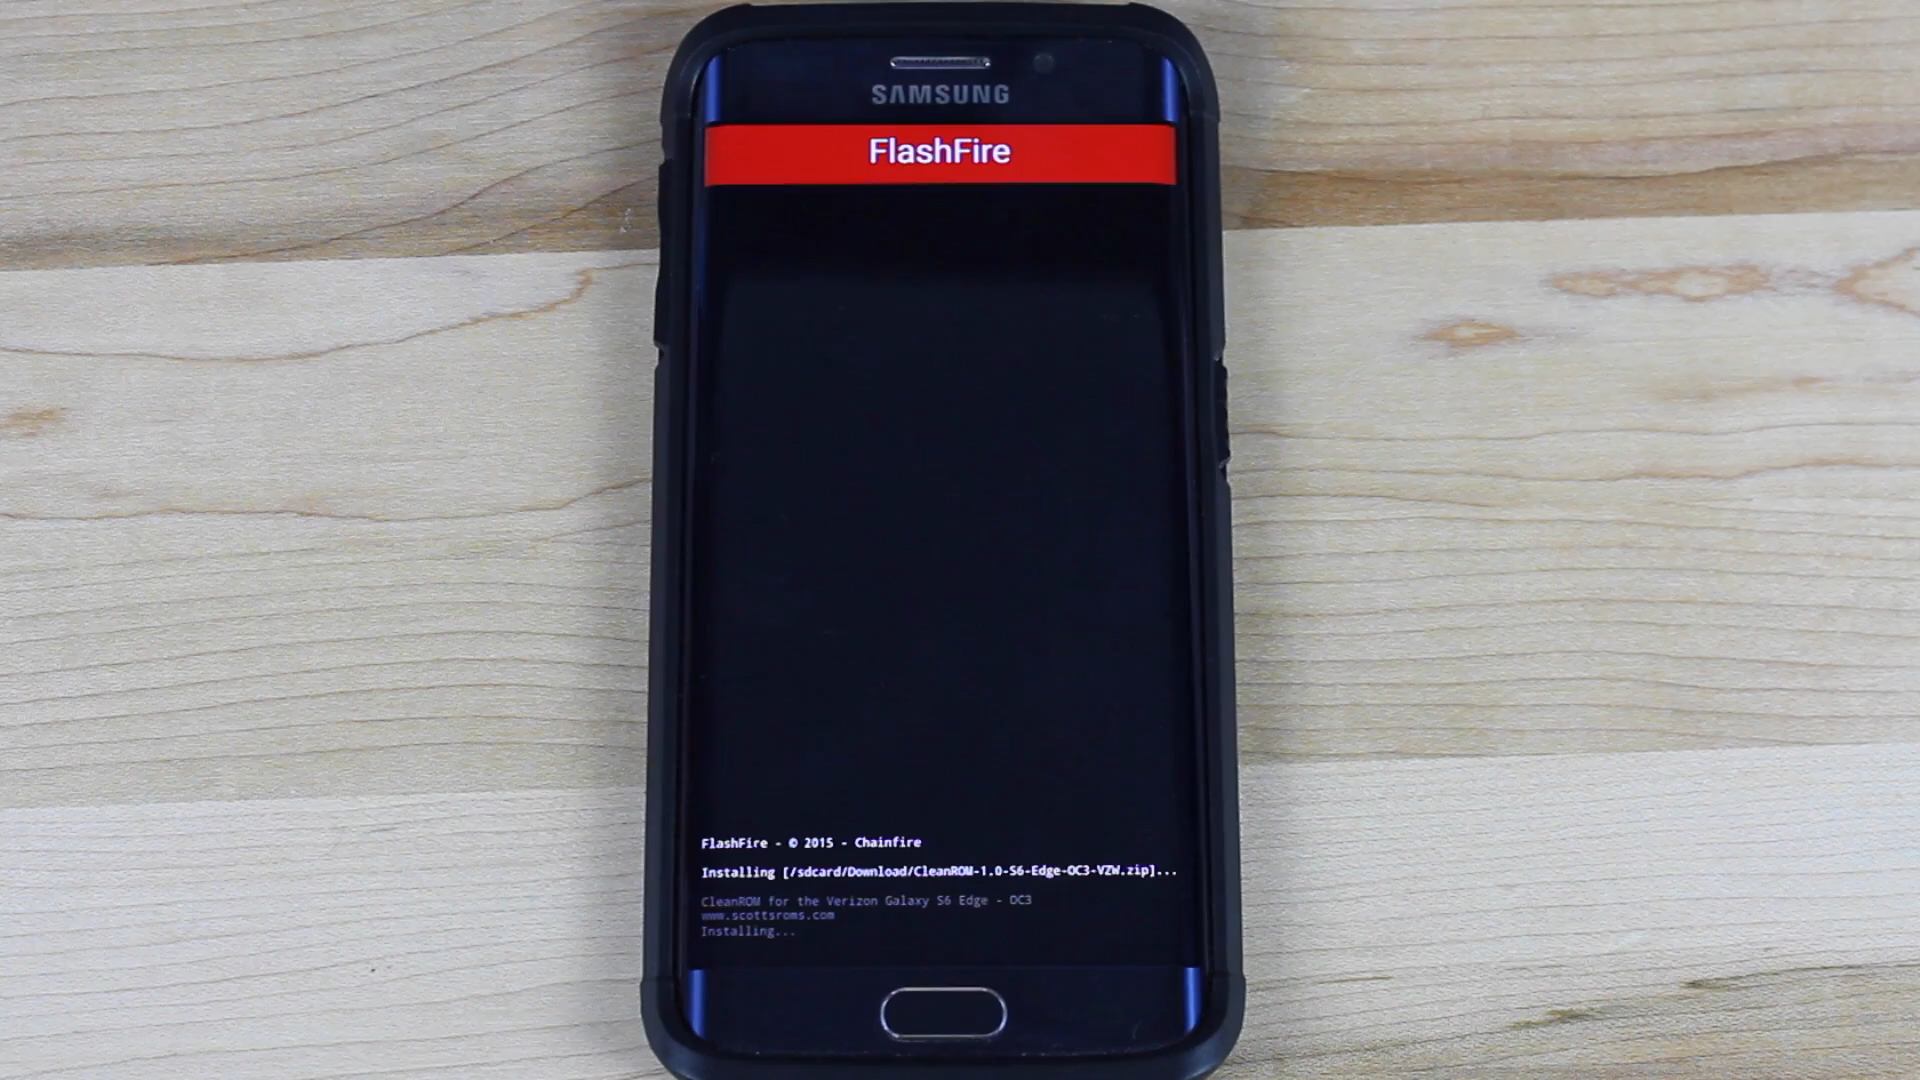 SAMSUNG
FlashFire
FlashFire - © 2015 - Chainfire
Installing [/sdcard/Download/CleanROM-1.0-S6-Edge-OC3-VZW.zip]...
CleanROM for the Verizon Galaxy S6 Edge - OC3
www.scottsroms.com
Installing...